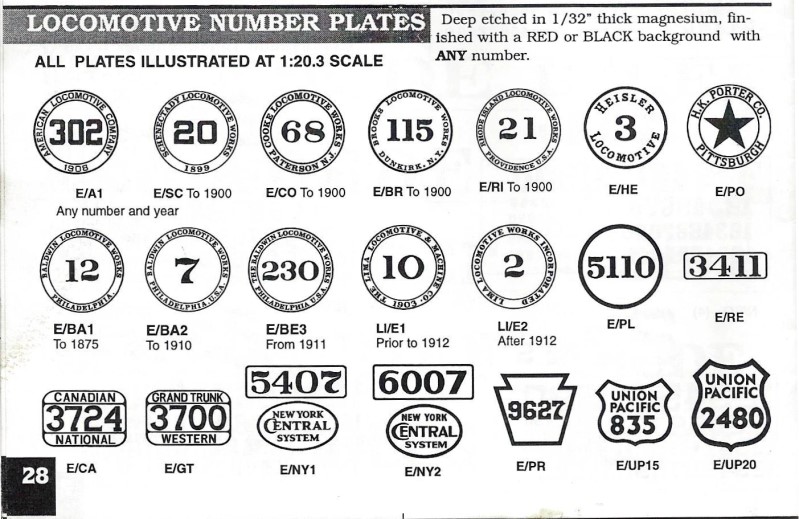 LOCOMOTIVE NUMBER PLATES
Deep etched in 1/32" thick magnesium, fin-
ished with a RED or BLACK background with
ANY number.
ALL PLATES ILLUSTRATED AT 1:20.3 SCALE
AMERICAN LOCOMOTIVE COMPANY
302
1908
E/A1
Any number and year
SCHENECTADY LOCOMOTIVE WORKS
20
1899
E/SC To 1900
COOKE LOCOMOTIVE WORKS
68
PATERSON N.J.
E/CO To 1900
BROOKS LOCOMOTIVE WORKS
115
DUNKIRK, N.Y.
E/BR To 1900
RHODE ISLAND LOCOMOTIVE WORKS
21
PROVIDENCE U.S.A.
E/RI To 1900
HEISLER
3
LOCOMOTIVE
E/HE
H.K. PORTER CO.
PITTSBURGH
E/PO
BALDWIN LOCOMOTIVE WORKS
12
PHILADELPHIA.
E/BA1
To 1875
BALDWIN LOCOMOTIVE WORKS
7
PHILADELPHIA, U.S.A.
E/BA2
To 1910
THE BALDWIN LOCOMOTIVE WORKS
230
PHILADELPHIA U.S.A.
E/BE3
From 1911
LIMA LOCOMOTIVE & MACHINE CO.
10
THE 1903
LI/E1
Prior to 1912
LIMA LOCOMOTIVE WORKS INCORPORATED
2
LI/E2
After 1912
5110
E/PL
3411
E/RE
CANADIAN
3724
NATIONAL
E/CA
GRAND TRUNK
3700
WESTERN
E/GT
5407
NEW YORK
CENTRAL
SYSTEM
E/NY1
6007
NEW YORK
CENTRAL
SYSTEM
E/NY2
9627
E/PR
UNION
PACIFIC
835
E/UP15
UNION
PACIFIC
2480
E/UP20
28